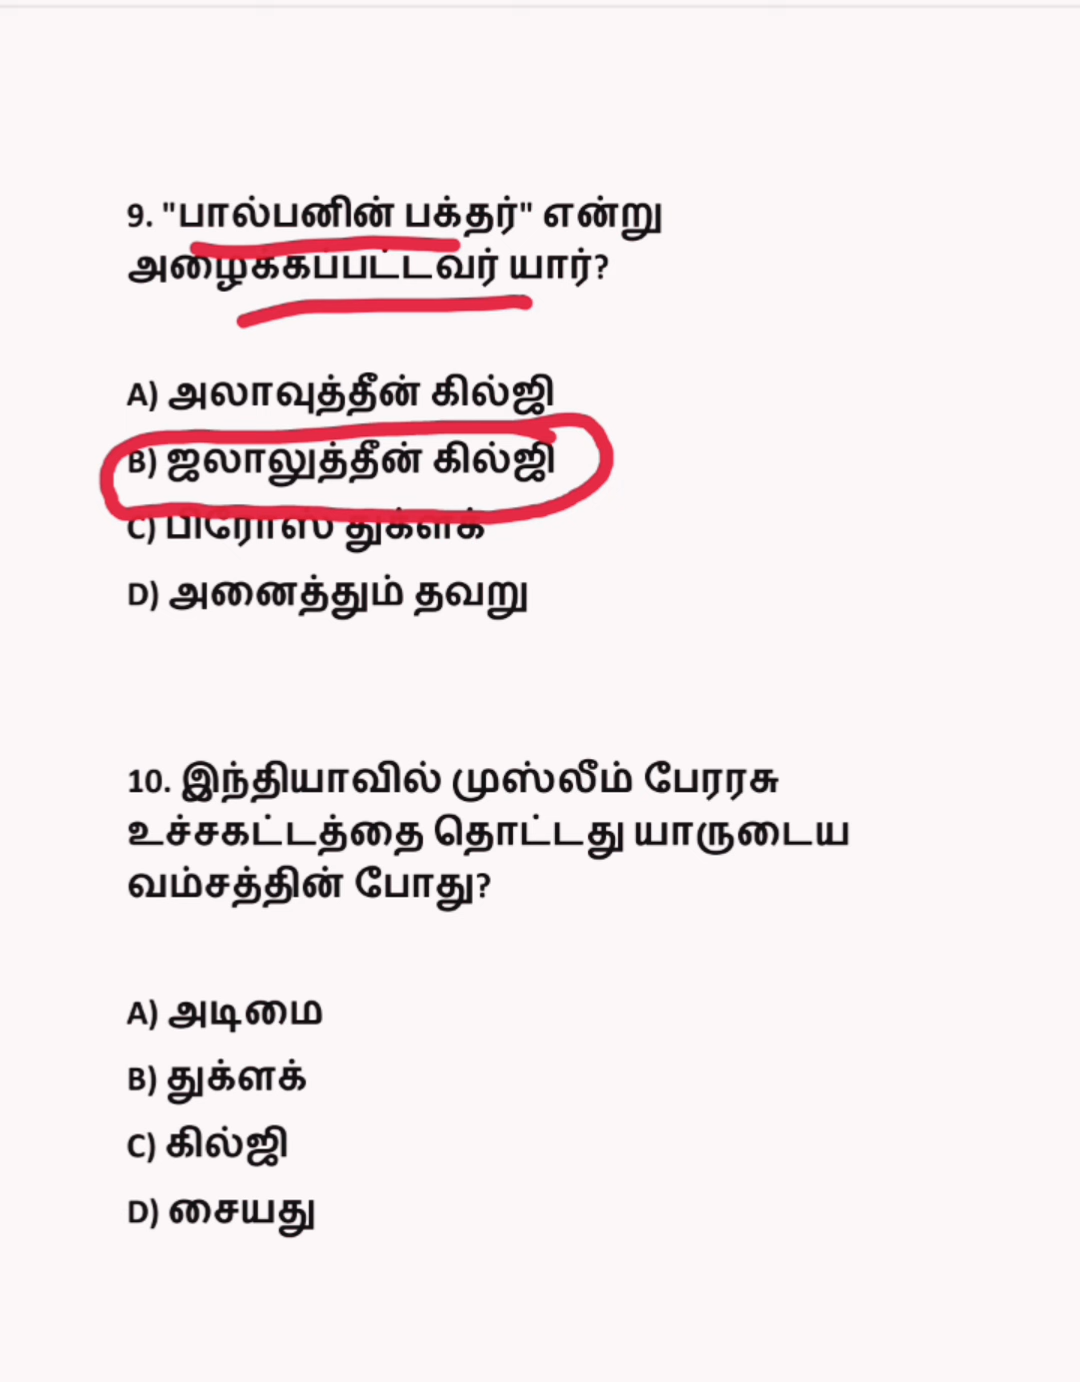 9. "பால்பனின் பக்தர்" என்று
அழைக்கப்பட்டவர் யார்?
A) அலாவுத்தீன் கில்ஜி
B) ஜலாலுத்தீன் கில்ஜி
C) பிரோஸ் துக்ளக்
D) அனைத்தும் தவறு
10. இந்தியாவில் முஸ்லீம் பேரரசு
உச்சகட்டத்தை தொட்டது யாருடைய
வம்சத்தின் போது?
A) அடிமை
B) துக்ளக்
C) கில்ஜி
D) சையது